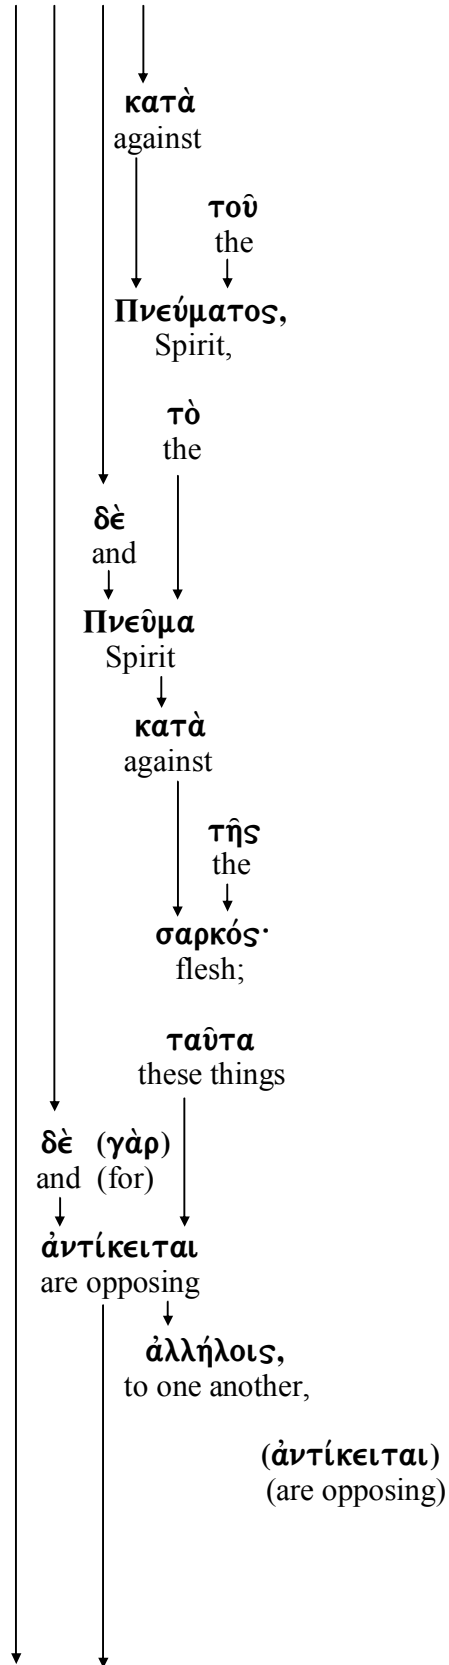 κατὰ
against
τοῦ
the
Πνεύματος,
Spirit,
τὸ
the
δὲ
and
Πνεῦμα
Spirit
κατὰ
against
τῆς
the
σαρκός·
flesh;
ταῦτα
these things
δὲ (γὰρ)
and (for)
ἀντίκειται
are opposing
ἀλλήλοις,
to one another,
(ἀντίκειται)
(are opposing)